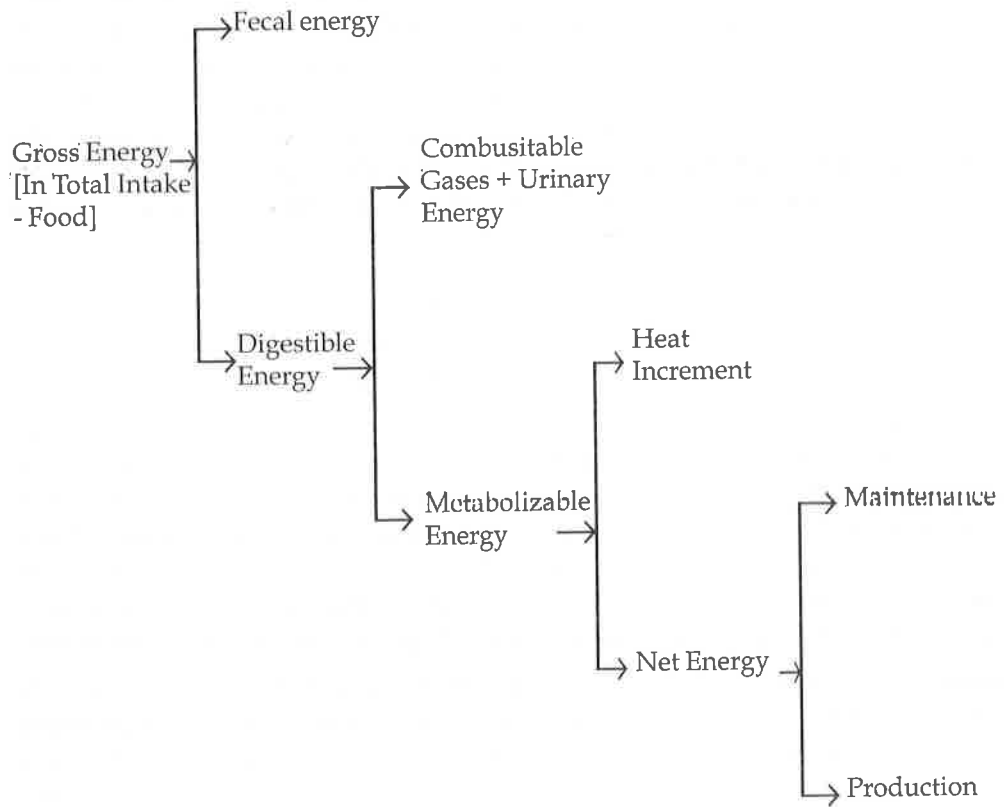 Fecal energy
Gross Energy
[In Total Intake
- Food]
Combusitable
Gases + Urinary
Energy
Digestible
Energy
Heat
Increment
Metabolizable
Energy
Maintenance
Net Energy
Production